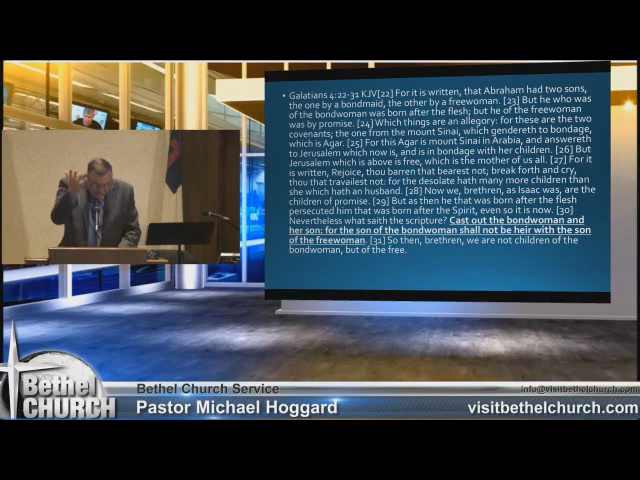 • Galatians 4:22-31 KJV[22] For it is written, that Abraham had two sons,
the one by a bondmaid, the other by a freewoman. [23] But he who was
of the bondwoman was born after the flesh; but he of the freewoman
was by promise. [24] Which things are an allegory: for these are the two
covenants; the one from the mount Sinai, which gendereth to bondage,
which is Agar. [25] For this Agar is mount Sinai in Arabia, and answereth
to Jerusalem which now is, and is in bondage with her children. [26] But
Jerusalem which is above is free, which is the mother of us all. [27] For it
is written, Rejoice, thou barren that bearest not; break forth and cry,
thou that travailest not: for the desolate hath many more children than
she which hath an husband. [28] Now we, brethren, as Isaac was, are the
children of promise. [29] But as then he that was born after the flesh
persecuted him that was born after the Spirit, even so it is now. [30]
Nevertheless what saith the scripture? Cast out the bondwoman and
her son: for the son of the bondwoman shall not be heir with the son
of the freewoman. [31] So then, brethren, we are not children of the
bondwoman, but of the free.
Bethel
CHURCH
Bethel Church Service
info@visitbethelchurch.com
Pastor Michael Hoggard
visitbethelchurch.com